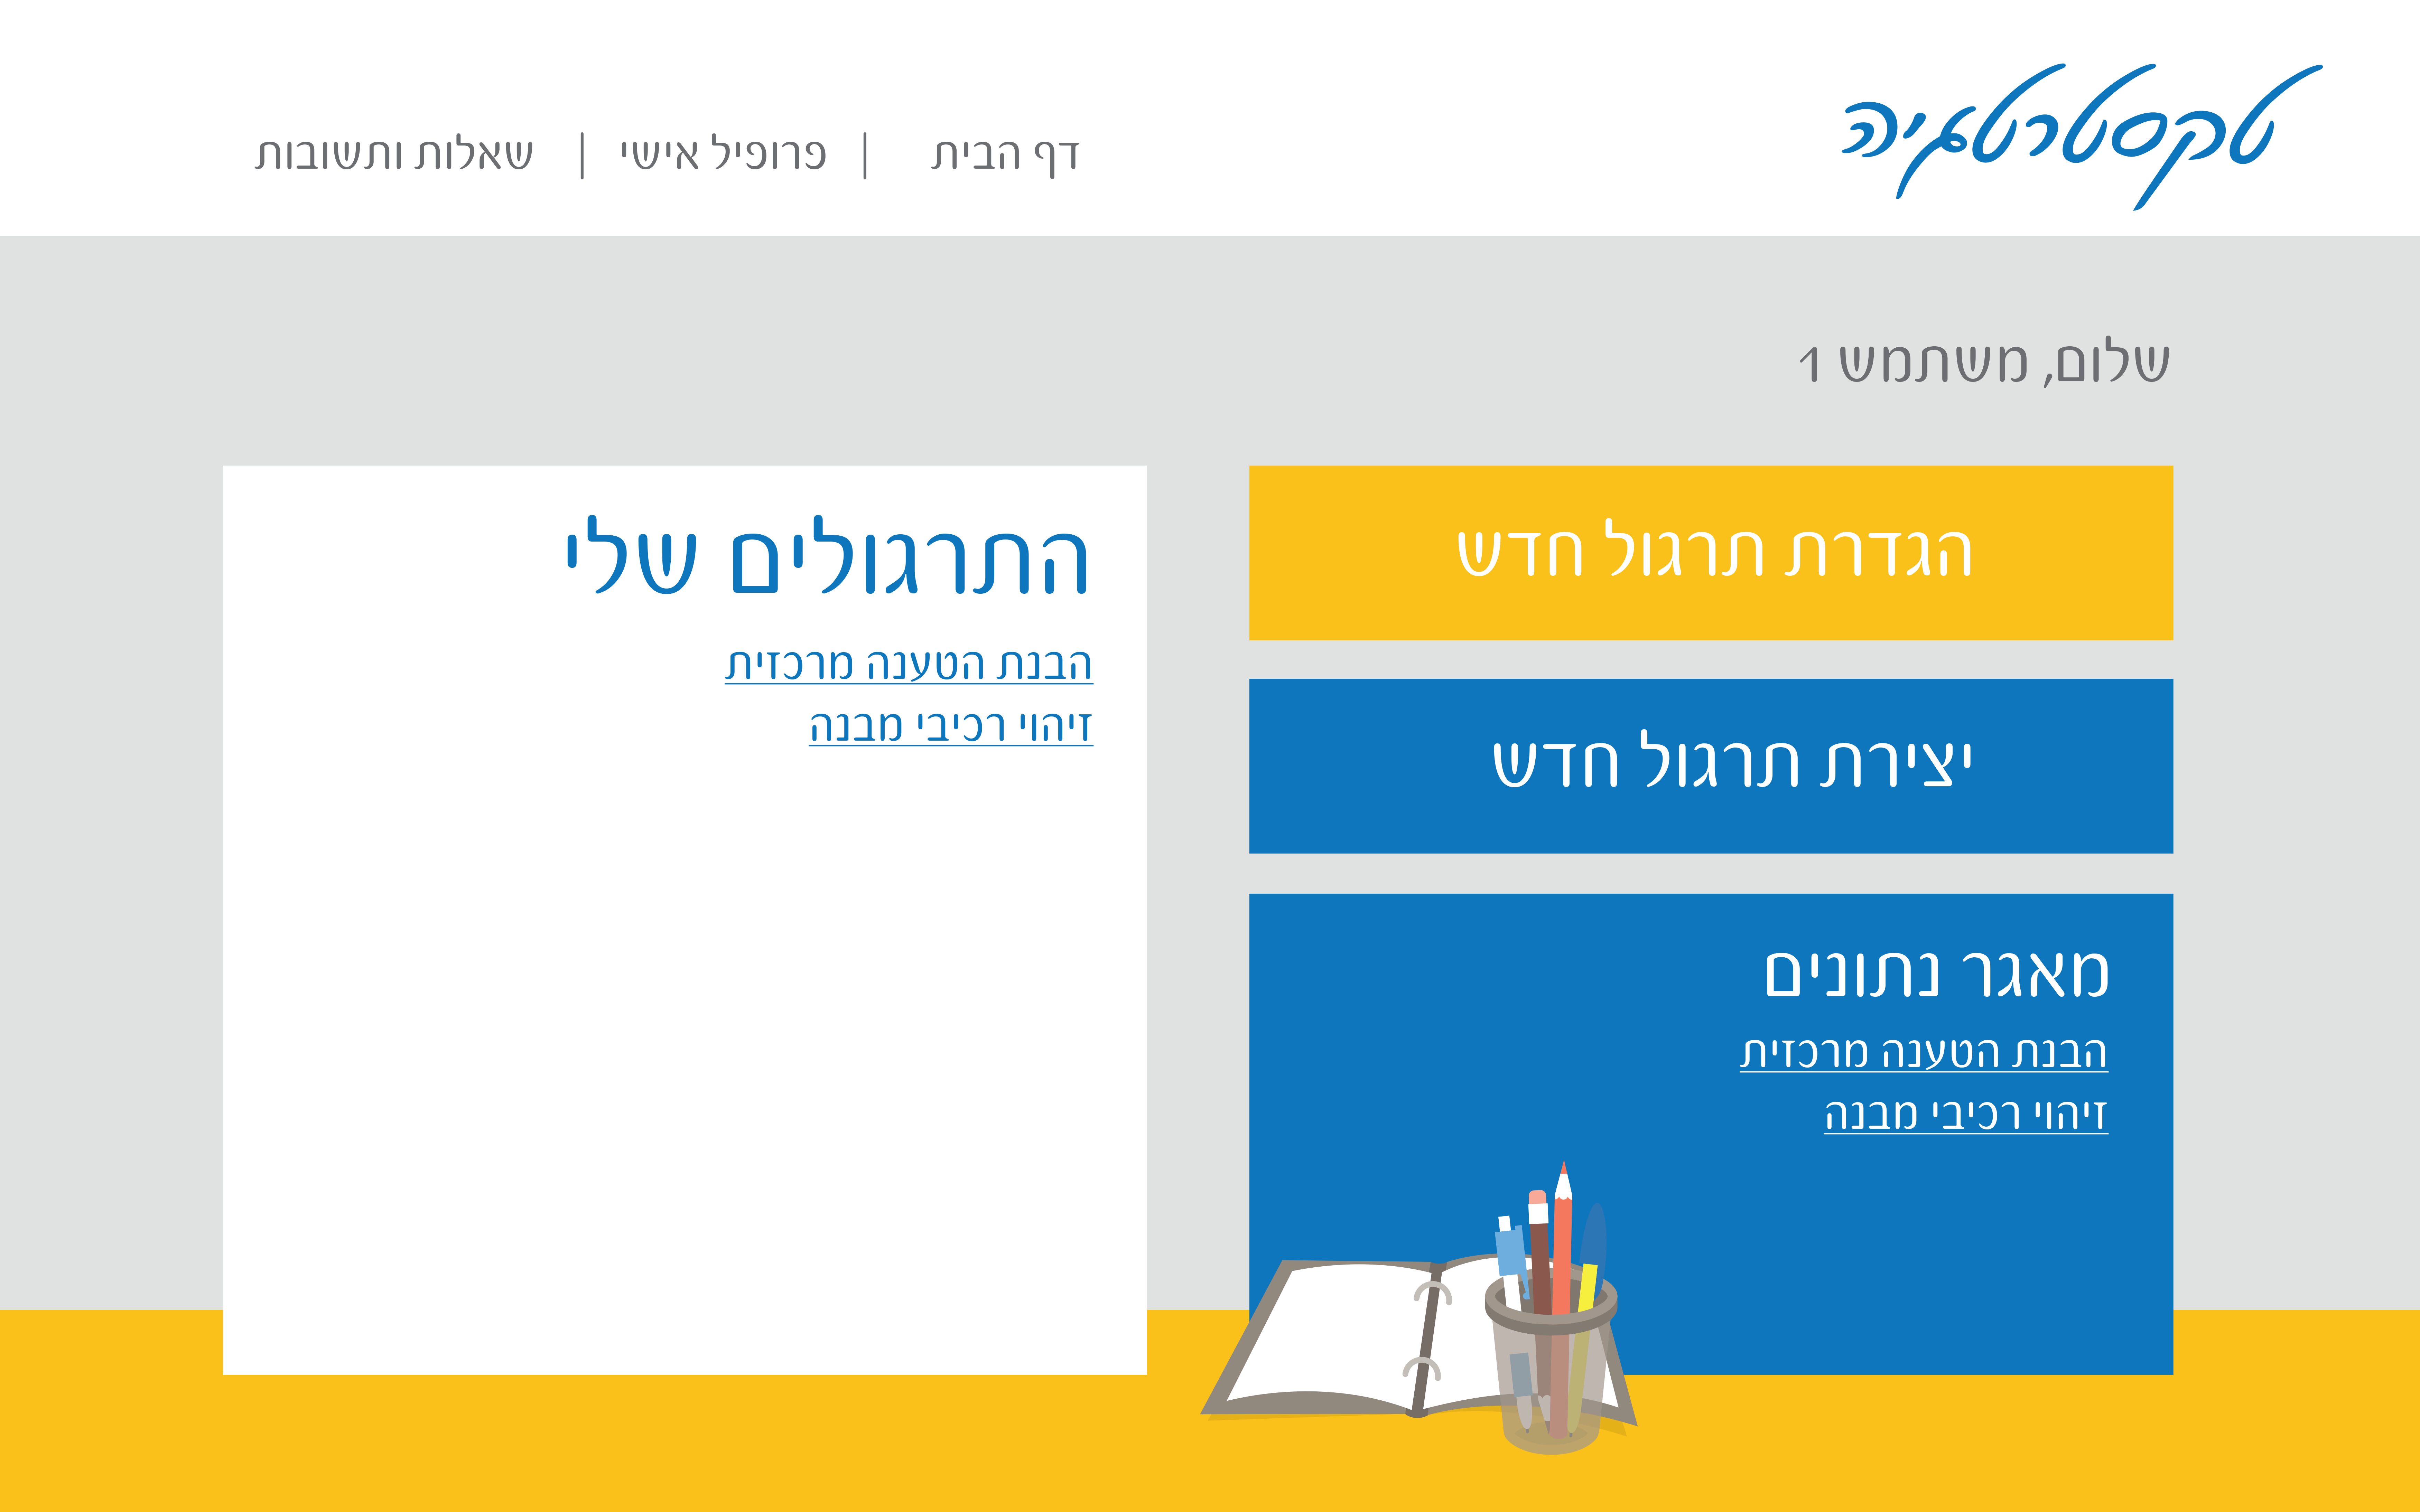 טקסטרטגיה
דף הבית | פרופיל אישי | שאלות ותשובות
שלום, משתמש 1
הגדרת תרגול חדש
יצירת תרגול חדש
מאגר נתונים
הבנת הטענה מרכזית
זיהוי רכיבי מבנה
התרגולים שלי
הבנת הטענה מרכזית
זיהוי רכיבי מבנה